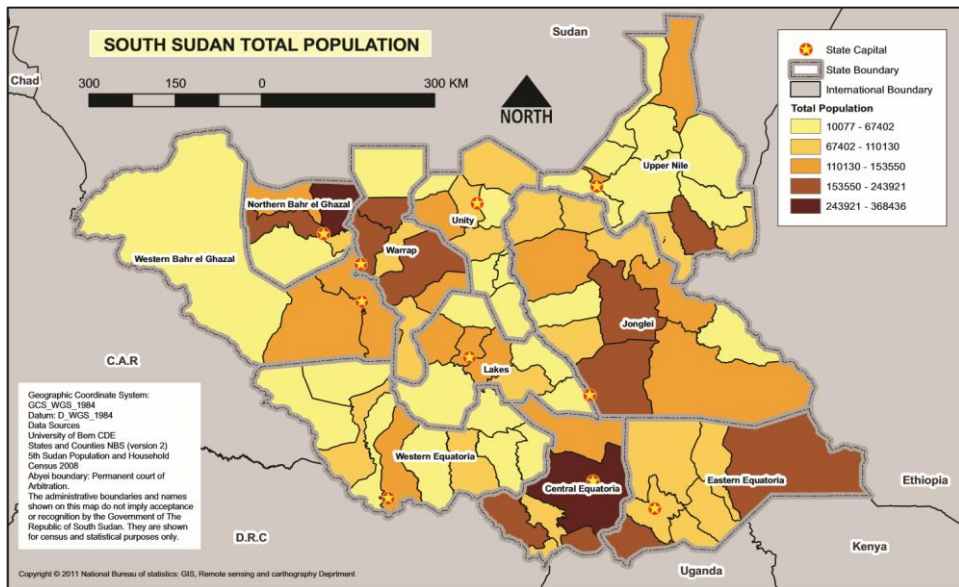 SOUTH SUDAN TOTAL POPULATION
300 150 0 300 KM
NORTH
Sudan
Chad
State Capital
State Boundary
International Boundary
Total Population
10077 - 67402
67402 - 110130
110130 - 153550
153550 - 243921
243921 - 368436
Upper Nile
Northern Bahr el Ghazal
Unity
Warrap
Western Bahr el Ghazal
Jonglei
C.A.R
Lakes
Western Equatoria
Central Equatoria
Eastern Equatoria
Ethiopia
D.R.C
Kenya
Uganda
Geographic Coordinate System:
GCS_WGS_1984
Datum: D_WGS_1984
Data Sources
University of Bern CDE
States and Counties NBS (version 2)
5th Sudan Population and Household
Census 2008
Abyei boundary: Permanent court of
Arbitration.
The administrative boundaries and names
shown on this map do not imply acceptance
or recognition by the Government of The
Republic of South Sudan. They are shown
for census and statistical purposes only.
Copyright © 2011 National Bureau of statistics: GIS, Remote sensing and carthography Deprtment